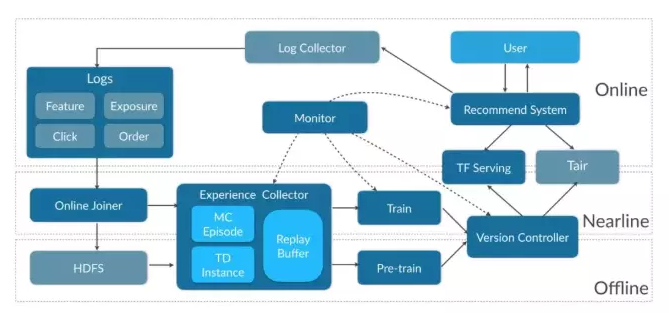 Log Collector
User
Logs
Feature
Exposure
Click
Order
Monitor
Recommend System
Online
TF Serving
Tair
Online Joiner
Experience Collector
MC
Episode
TD
Instance
Replay
Buffer
Train
Version Controller
Nearline
HDFS
Pre-train
Offline